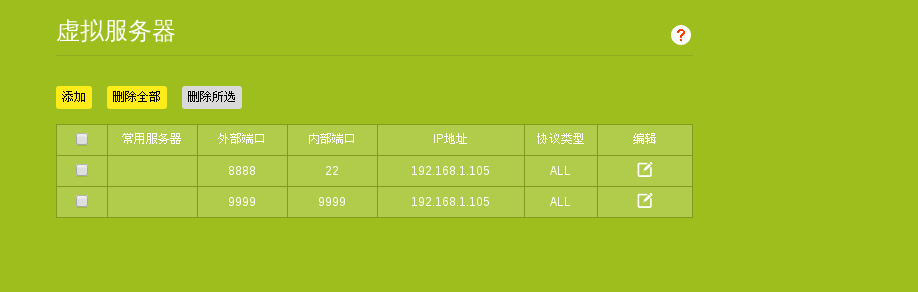 虚拟服务器
?
添加 删除全部 删除所选
常用服务器 外部端口 内部端口 IP地址 协议类型 编辑
8888 22 192.168.1.105 ALL
9999 9999 192.168.1.105 ALL